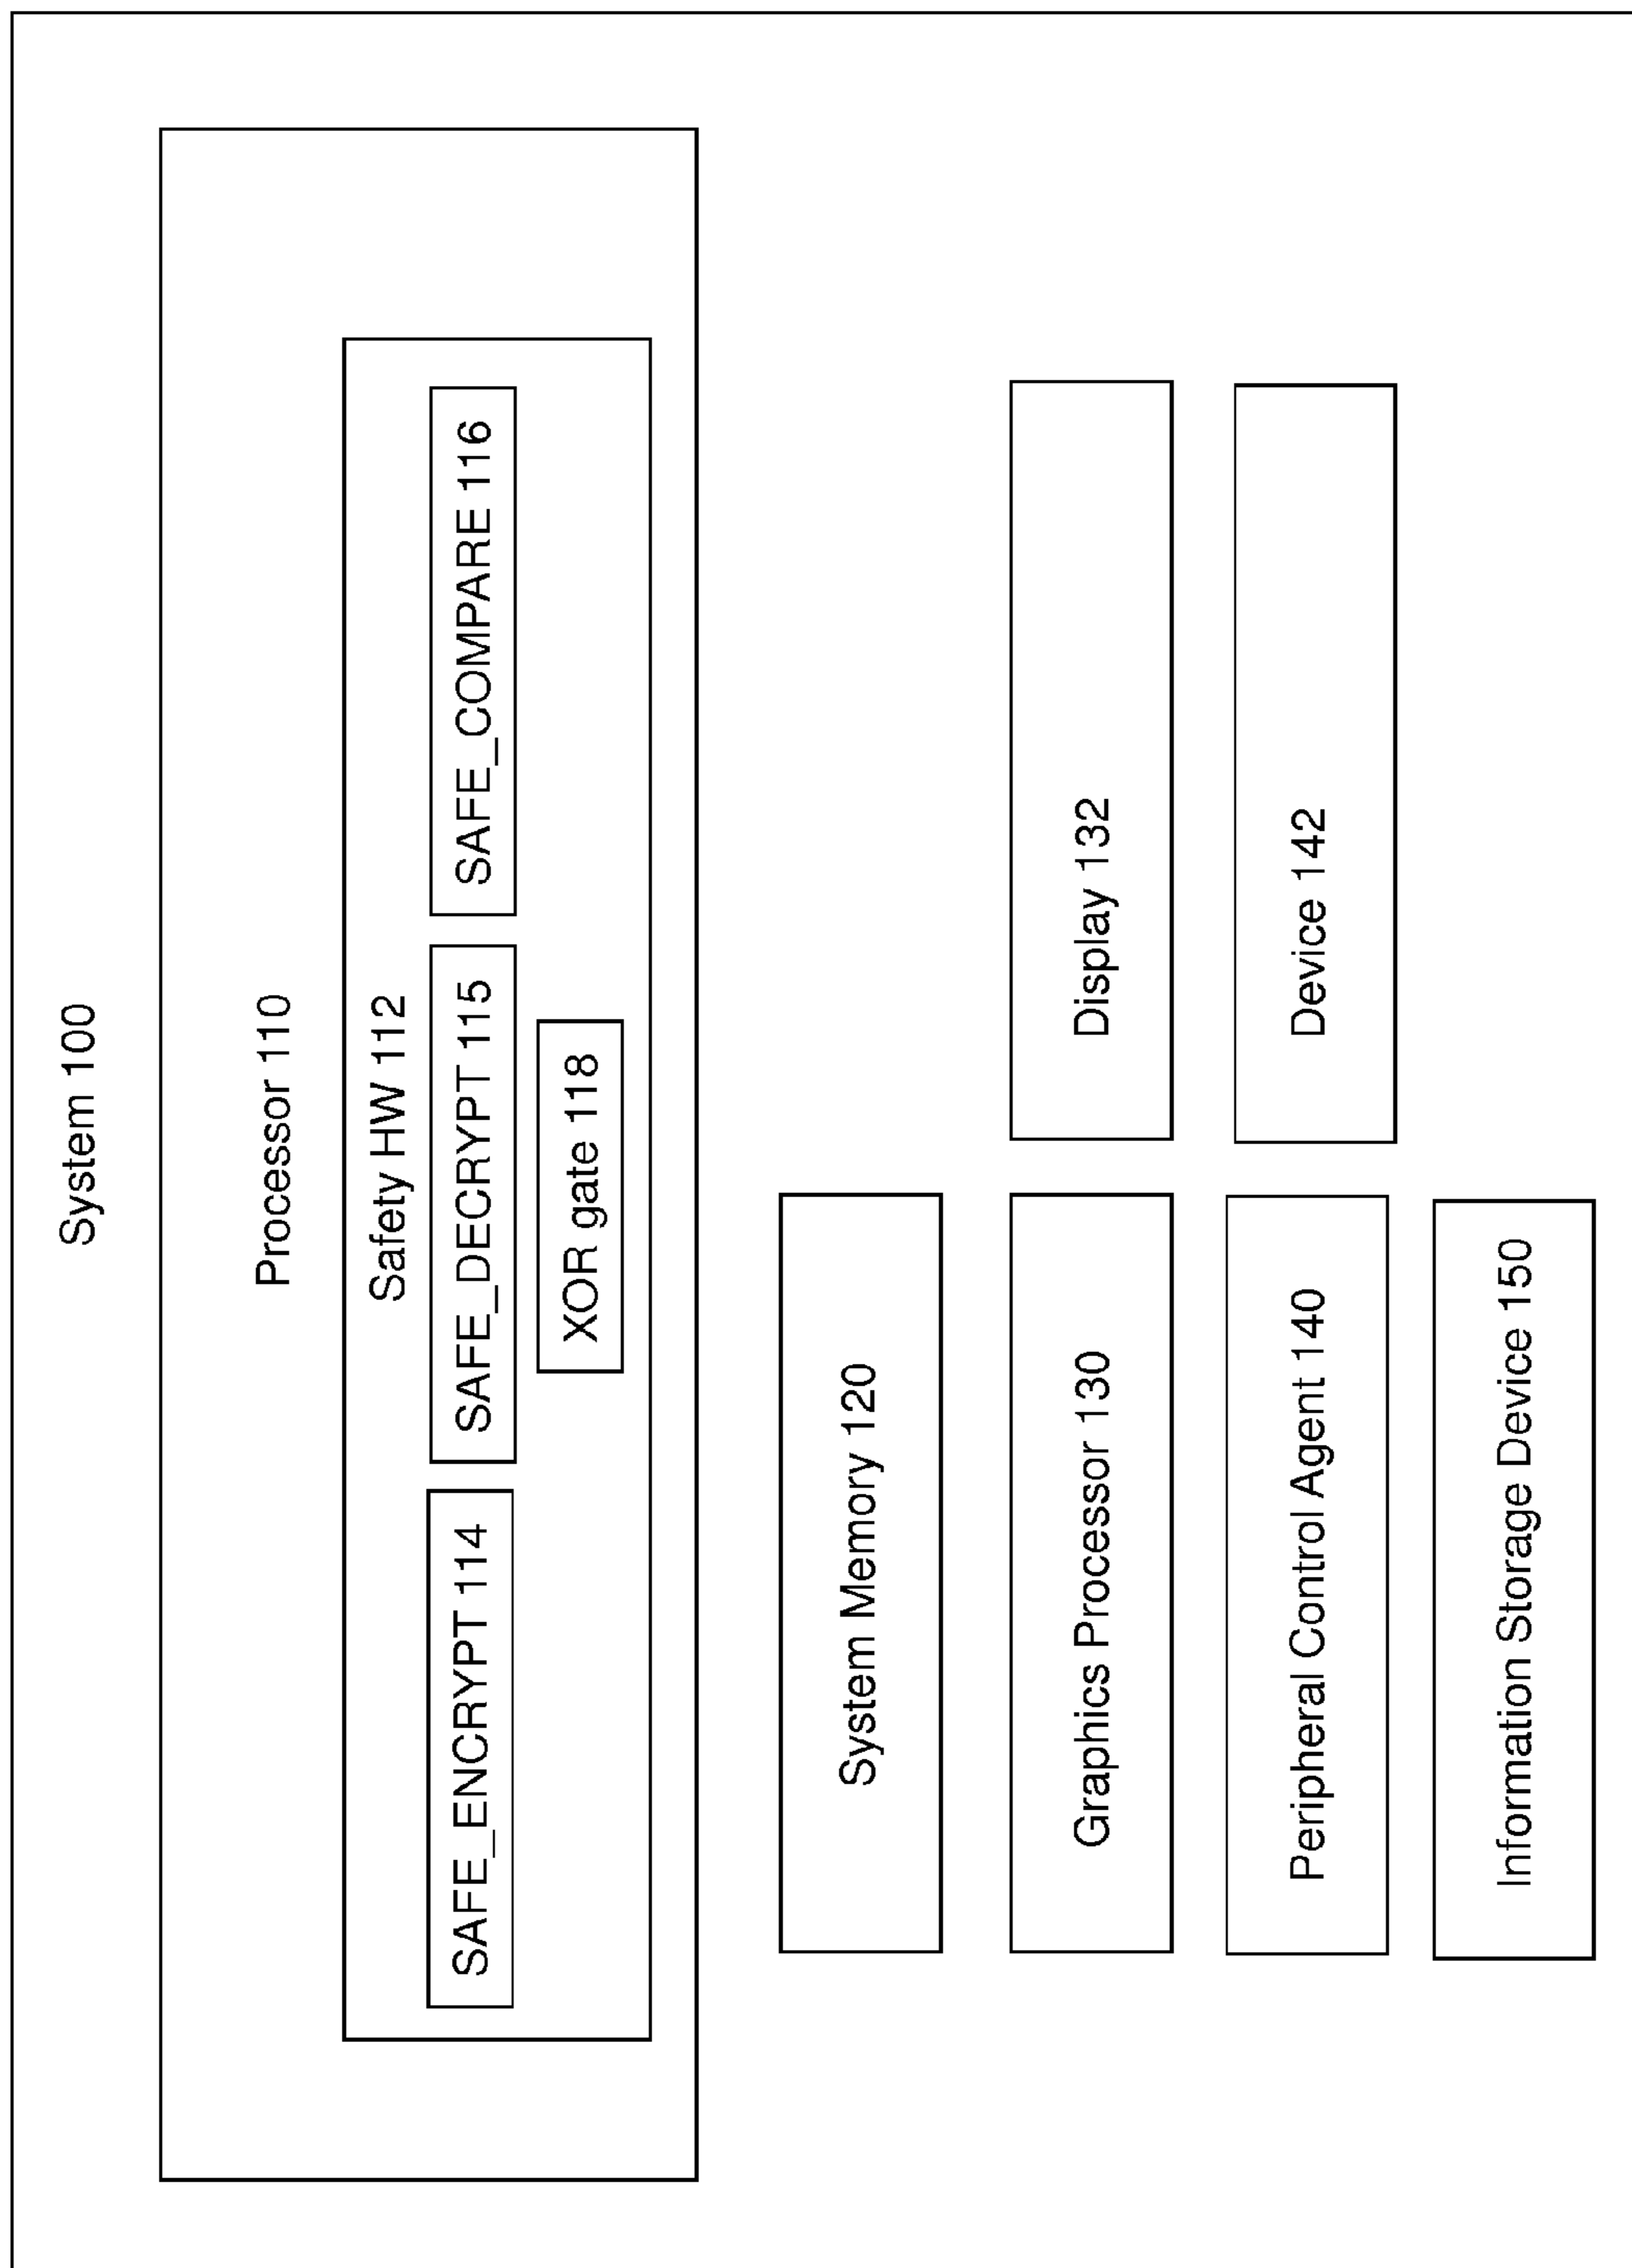 System 100
Processor 110
Safety HW 112
SAFE_ENCRYPT 114
SAFE_DECRYPT 115
SAFE_COMPARE 116
XOR gate 118
System Memory 120
Graphics Processor 130
Display 132
Peripheral Control Agent 140
Device 142
Information Storage Device 150